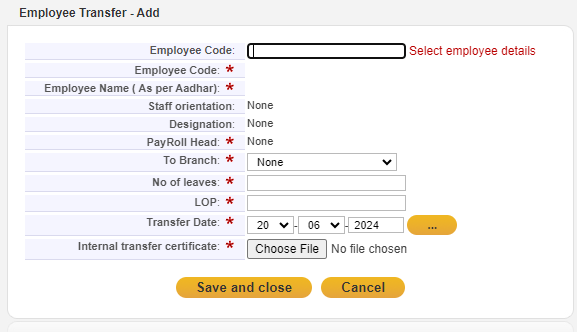 Employee Transfer - Add
Employee Code: Select employee details
Employee Code: *
Employee Name ( As per Aadhar): *
Staff orientation: None
Designation: None
PayRoll Head: * None
To Branch: * None
No of leaves: *
LOP: *
Transfer Date: * 20 - 06 - 2024 ...
Internal transfer certificate: * Choose File No file chosen
Save and close Cancel